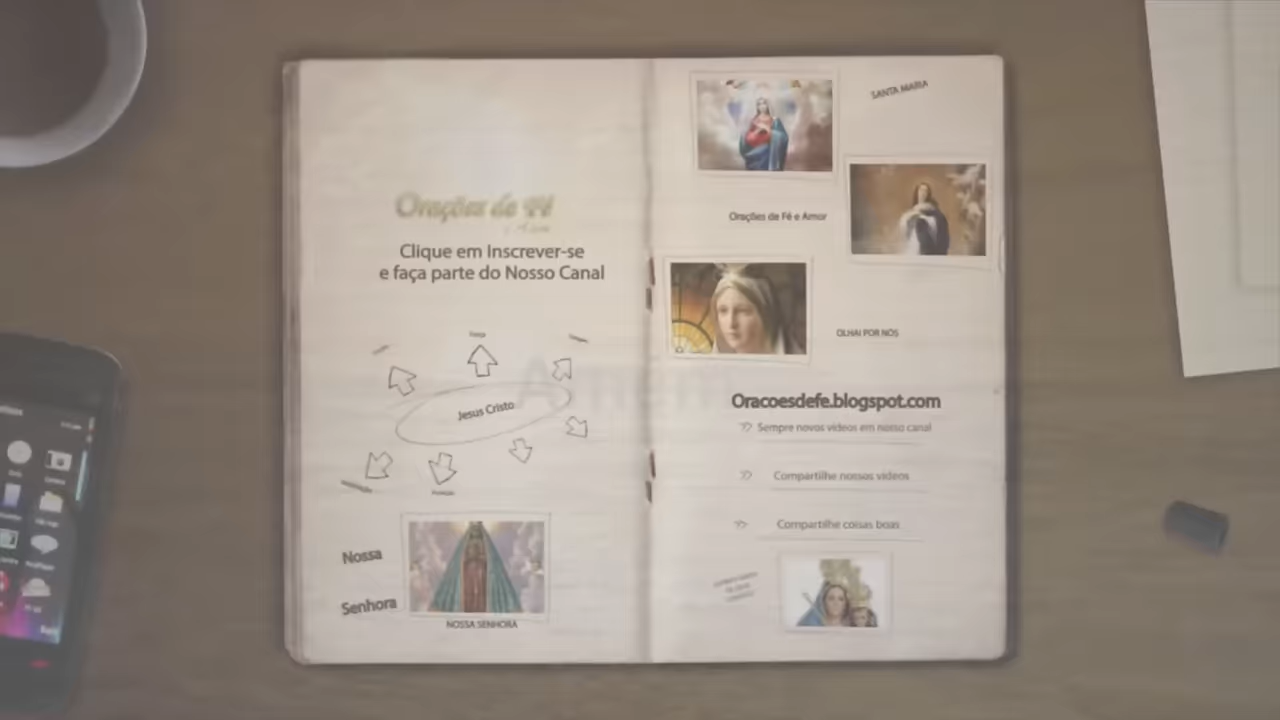 Orações de Fé
Clique em Inscrever-se
e faça parte do Nosso Canal
Jesus Cristo
Nossa
Senhora
NOSSA SENHORA
SANTA MARIA
Orações de Fé e Amor
OLHAI POR NÓS
Amém
Oracoesdefe.blogspot.com
Sempre novos vídeos em nosso canal
Compartilhe nossos vídeos
Compartilhe coisas boas